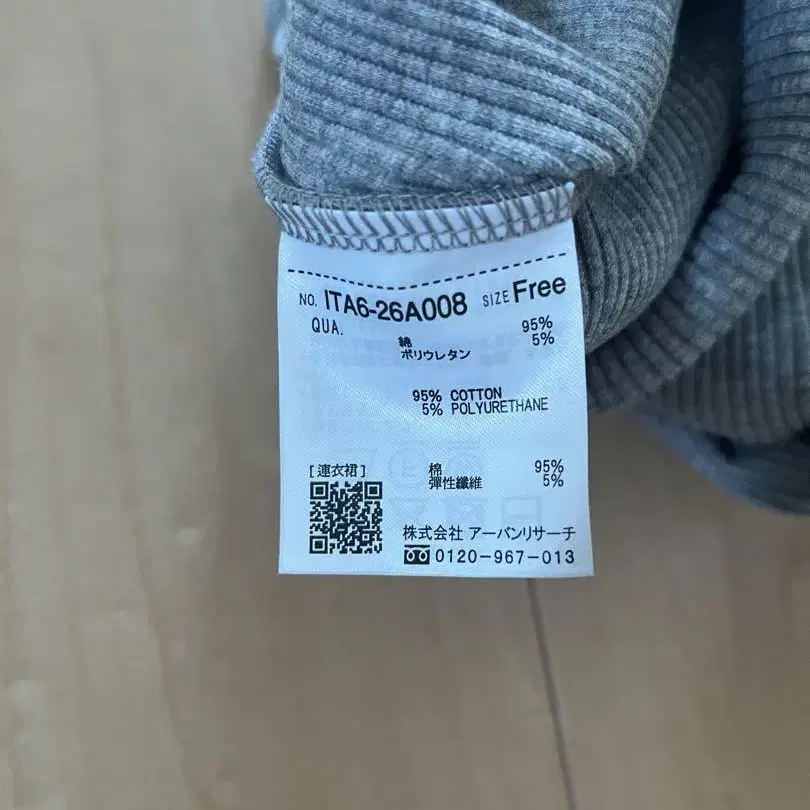 NO. ITA6-26A008 SIZE Free
QUA.
綿 95%
ポリウレタン 5%
95% COTTON
5% POLYURETHANE
[連衣裙]
棉 95%
彈性纖維 5%
株式会社 アーバンリサーチ
0120-967-013